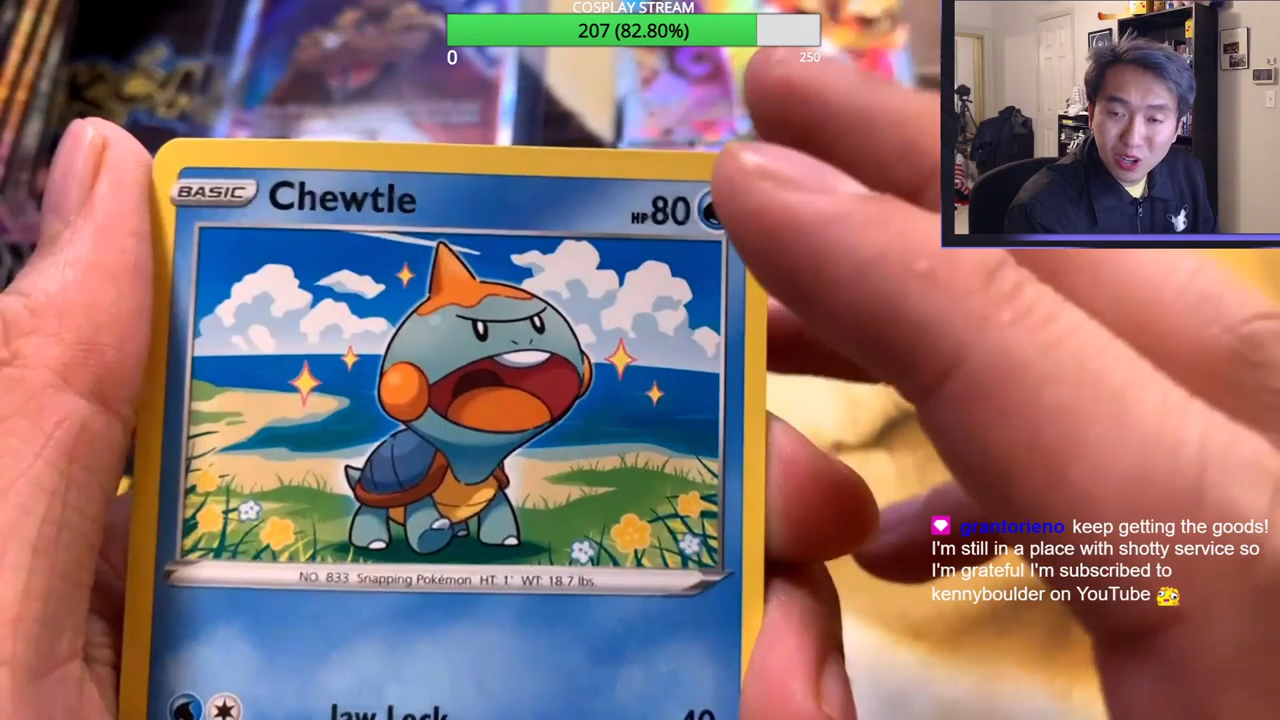 COSPLAY STREAM
207 (82.80%)
0
250
BASIC Chewtle HP 80
NO. 833 Snapping Pokémon HT: 1' WT: 18.7 lbs.
Jaw Lock 40
grantorieno keep getting the goods!
I'm still in a place with shotty service so
I'm grateful I'm subscribed to
kennyboulder on YouTube